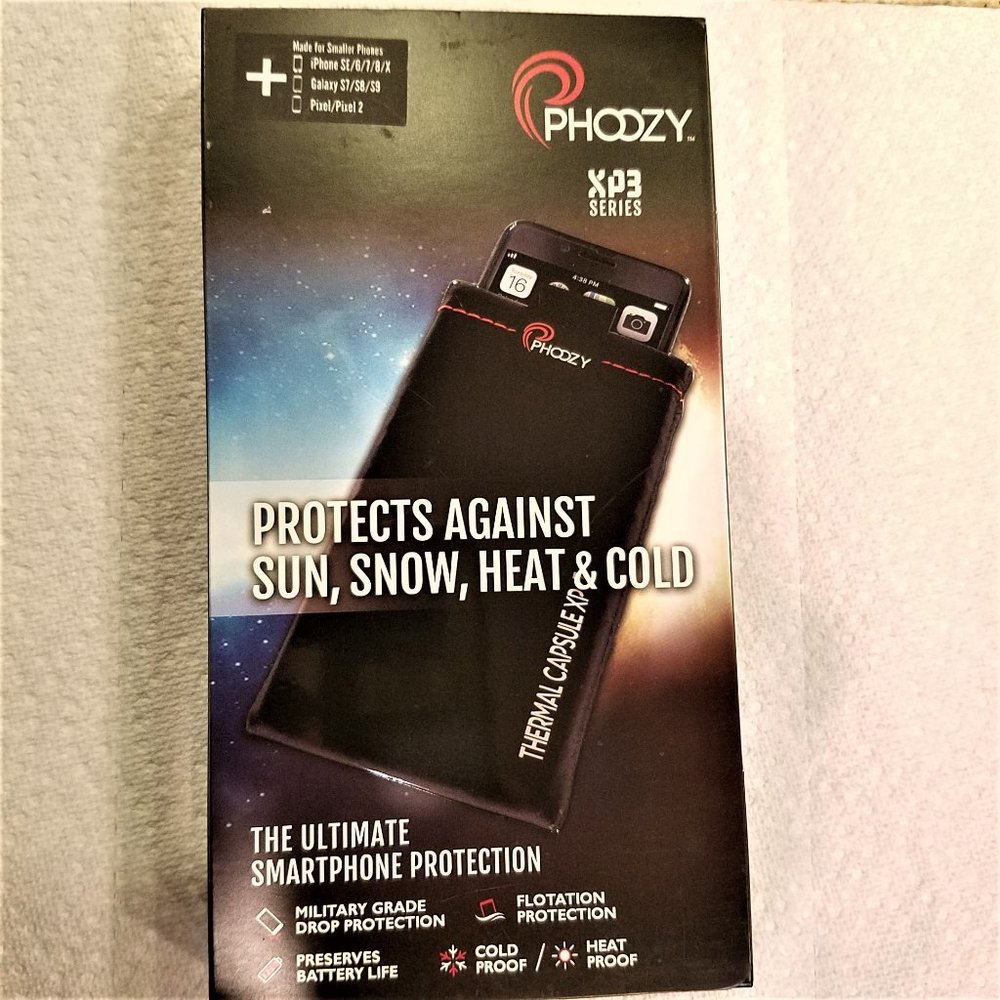 Made for Smaller Phones
+
iPhone SE/6/7/8/X
Galaxy S7/S8/S9
Pixel/Pixel 2
PHOOZY™
XP3
SERIES
16
4:38 PM
PHOOZY
PROTECTS AGAINST
SUN, SNOW, HEAT & COLD
THERMAL CAPSULE XP
THE ULTIMATE
SMARTPHONE PROTECTION
MILITARY GRADE
DROP PROTECTION
FLOTATION
PROTECTION
PRESERVES
BATTERY LIFE
COLD
PROOF /
HEAT
PROOF